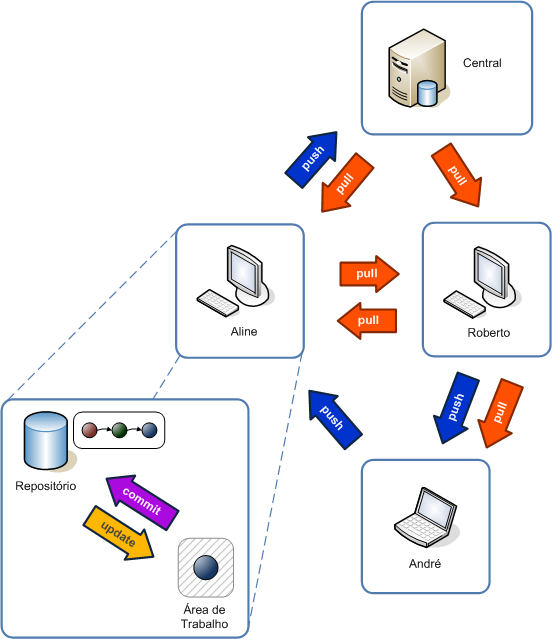 Central
push
pull
pull
Aline
pull
pull
Roberto
push
push
pull
Repositório
commit
update
Área de
Trabalho
André